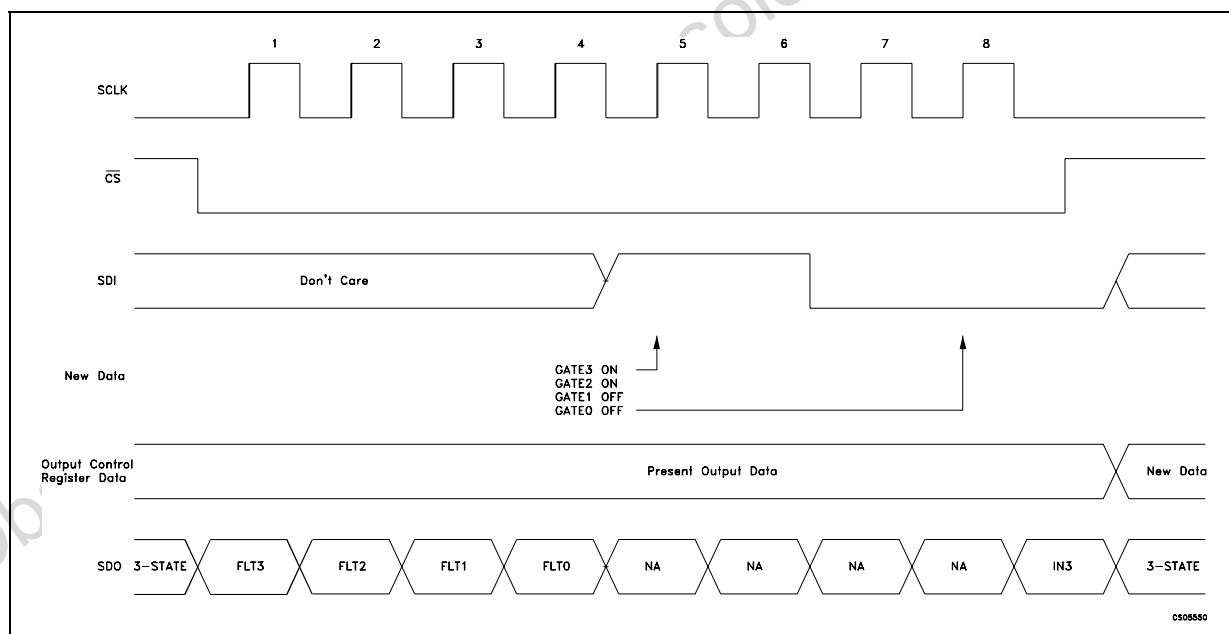 1 2 3 4 5 6 7 8
SCLK
CS
SDI Don't Care
New Data
GATE3 ON
GATE2 ON
GATE1 OFF
GATE0 OFF
Output Control
Register Data
Present Output Data New Data
SDO 3-STATE FLT3 FLT2 FLT1 FLT0 NA NA NA NA IN3 3-STATE
CS05550